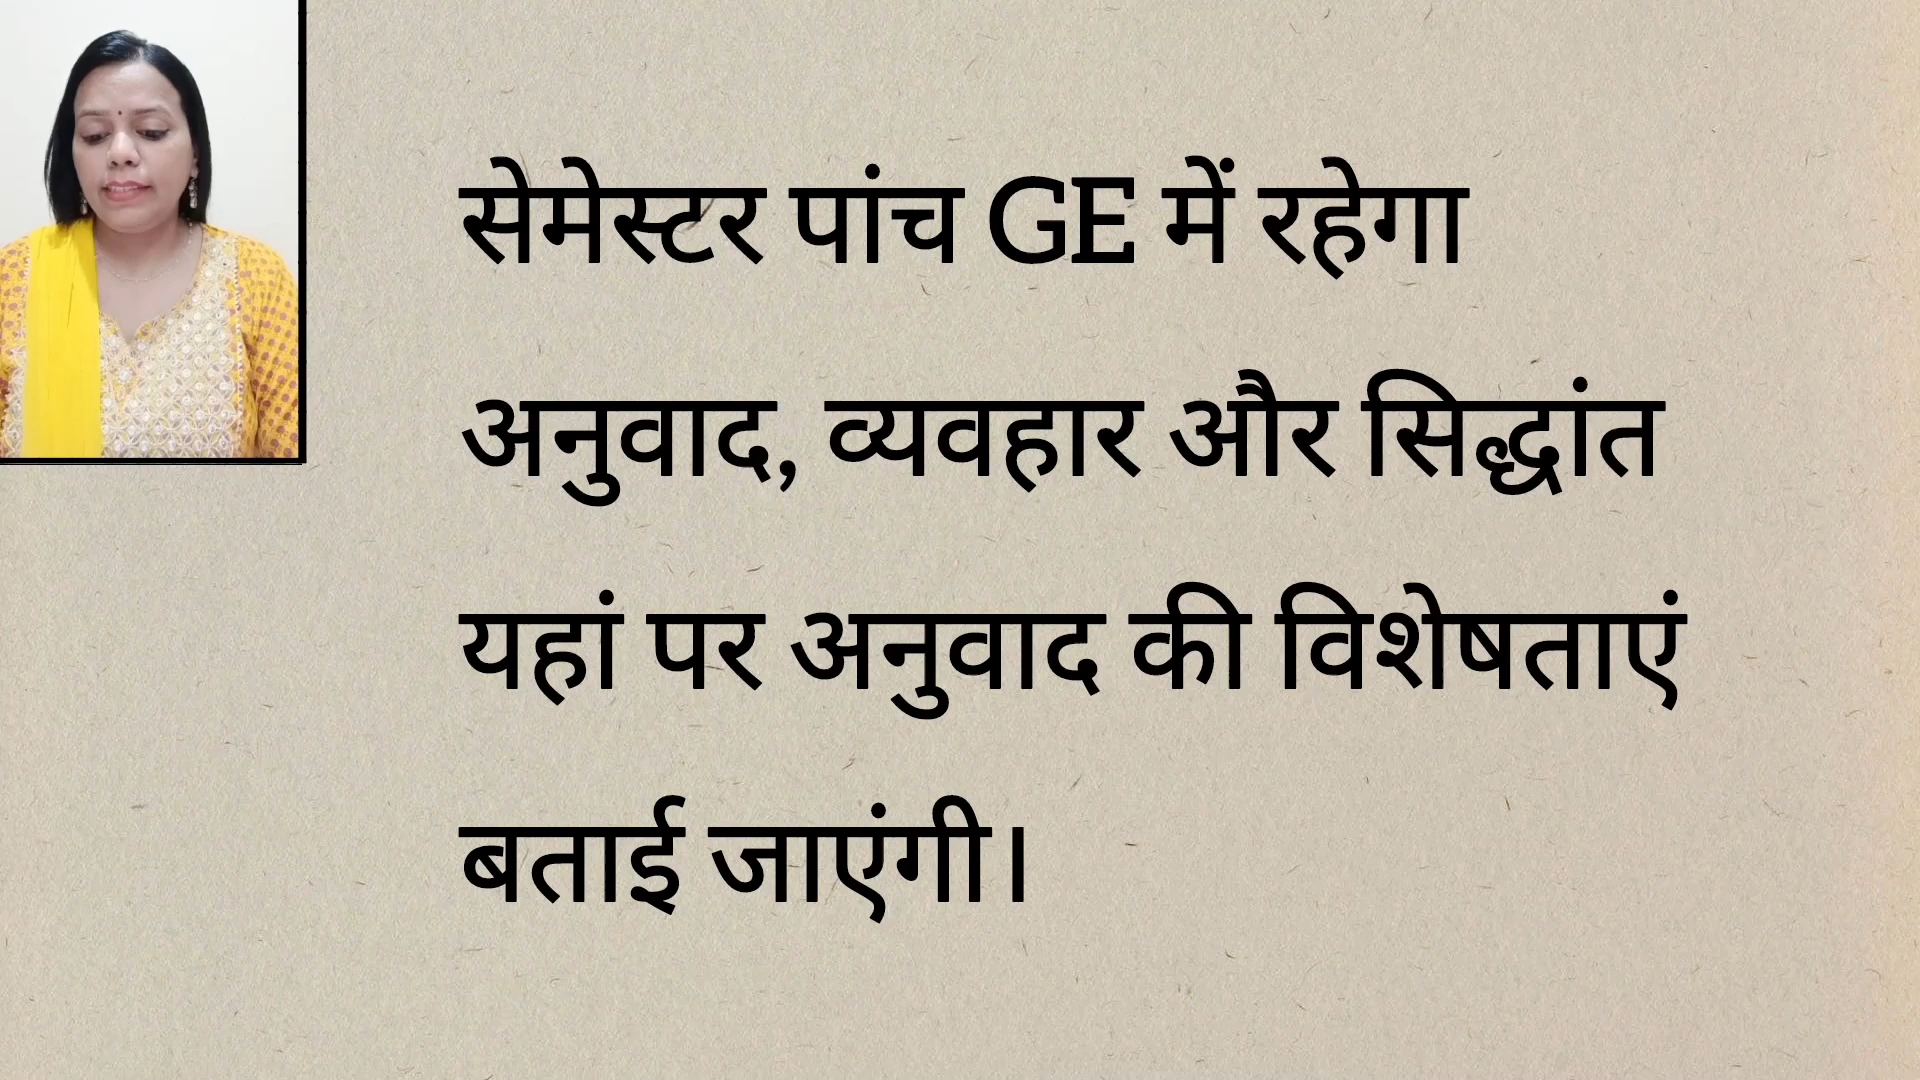 सेमेस्टर पांच GE में रहेगा
अनुवाद, व्यवहार और सिद्धांत
यहां पर अनुवाद की विशेषताएं
बताई जाएंगी।